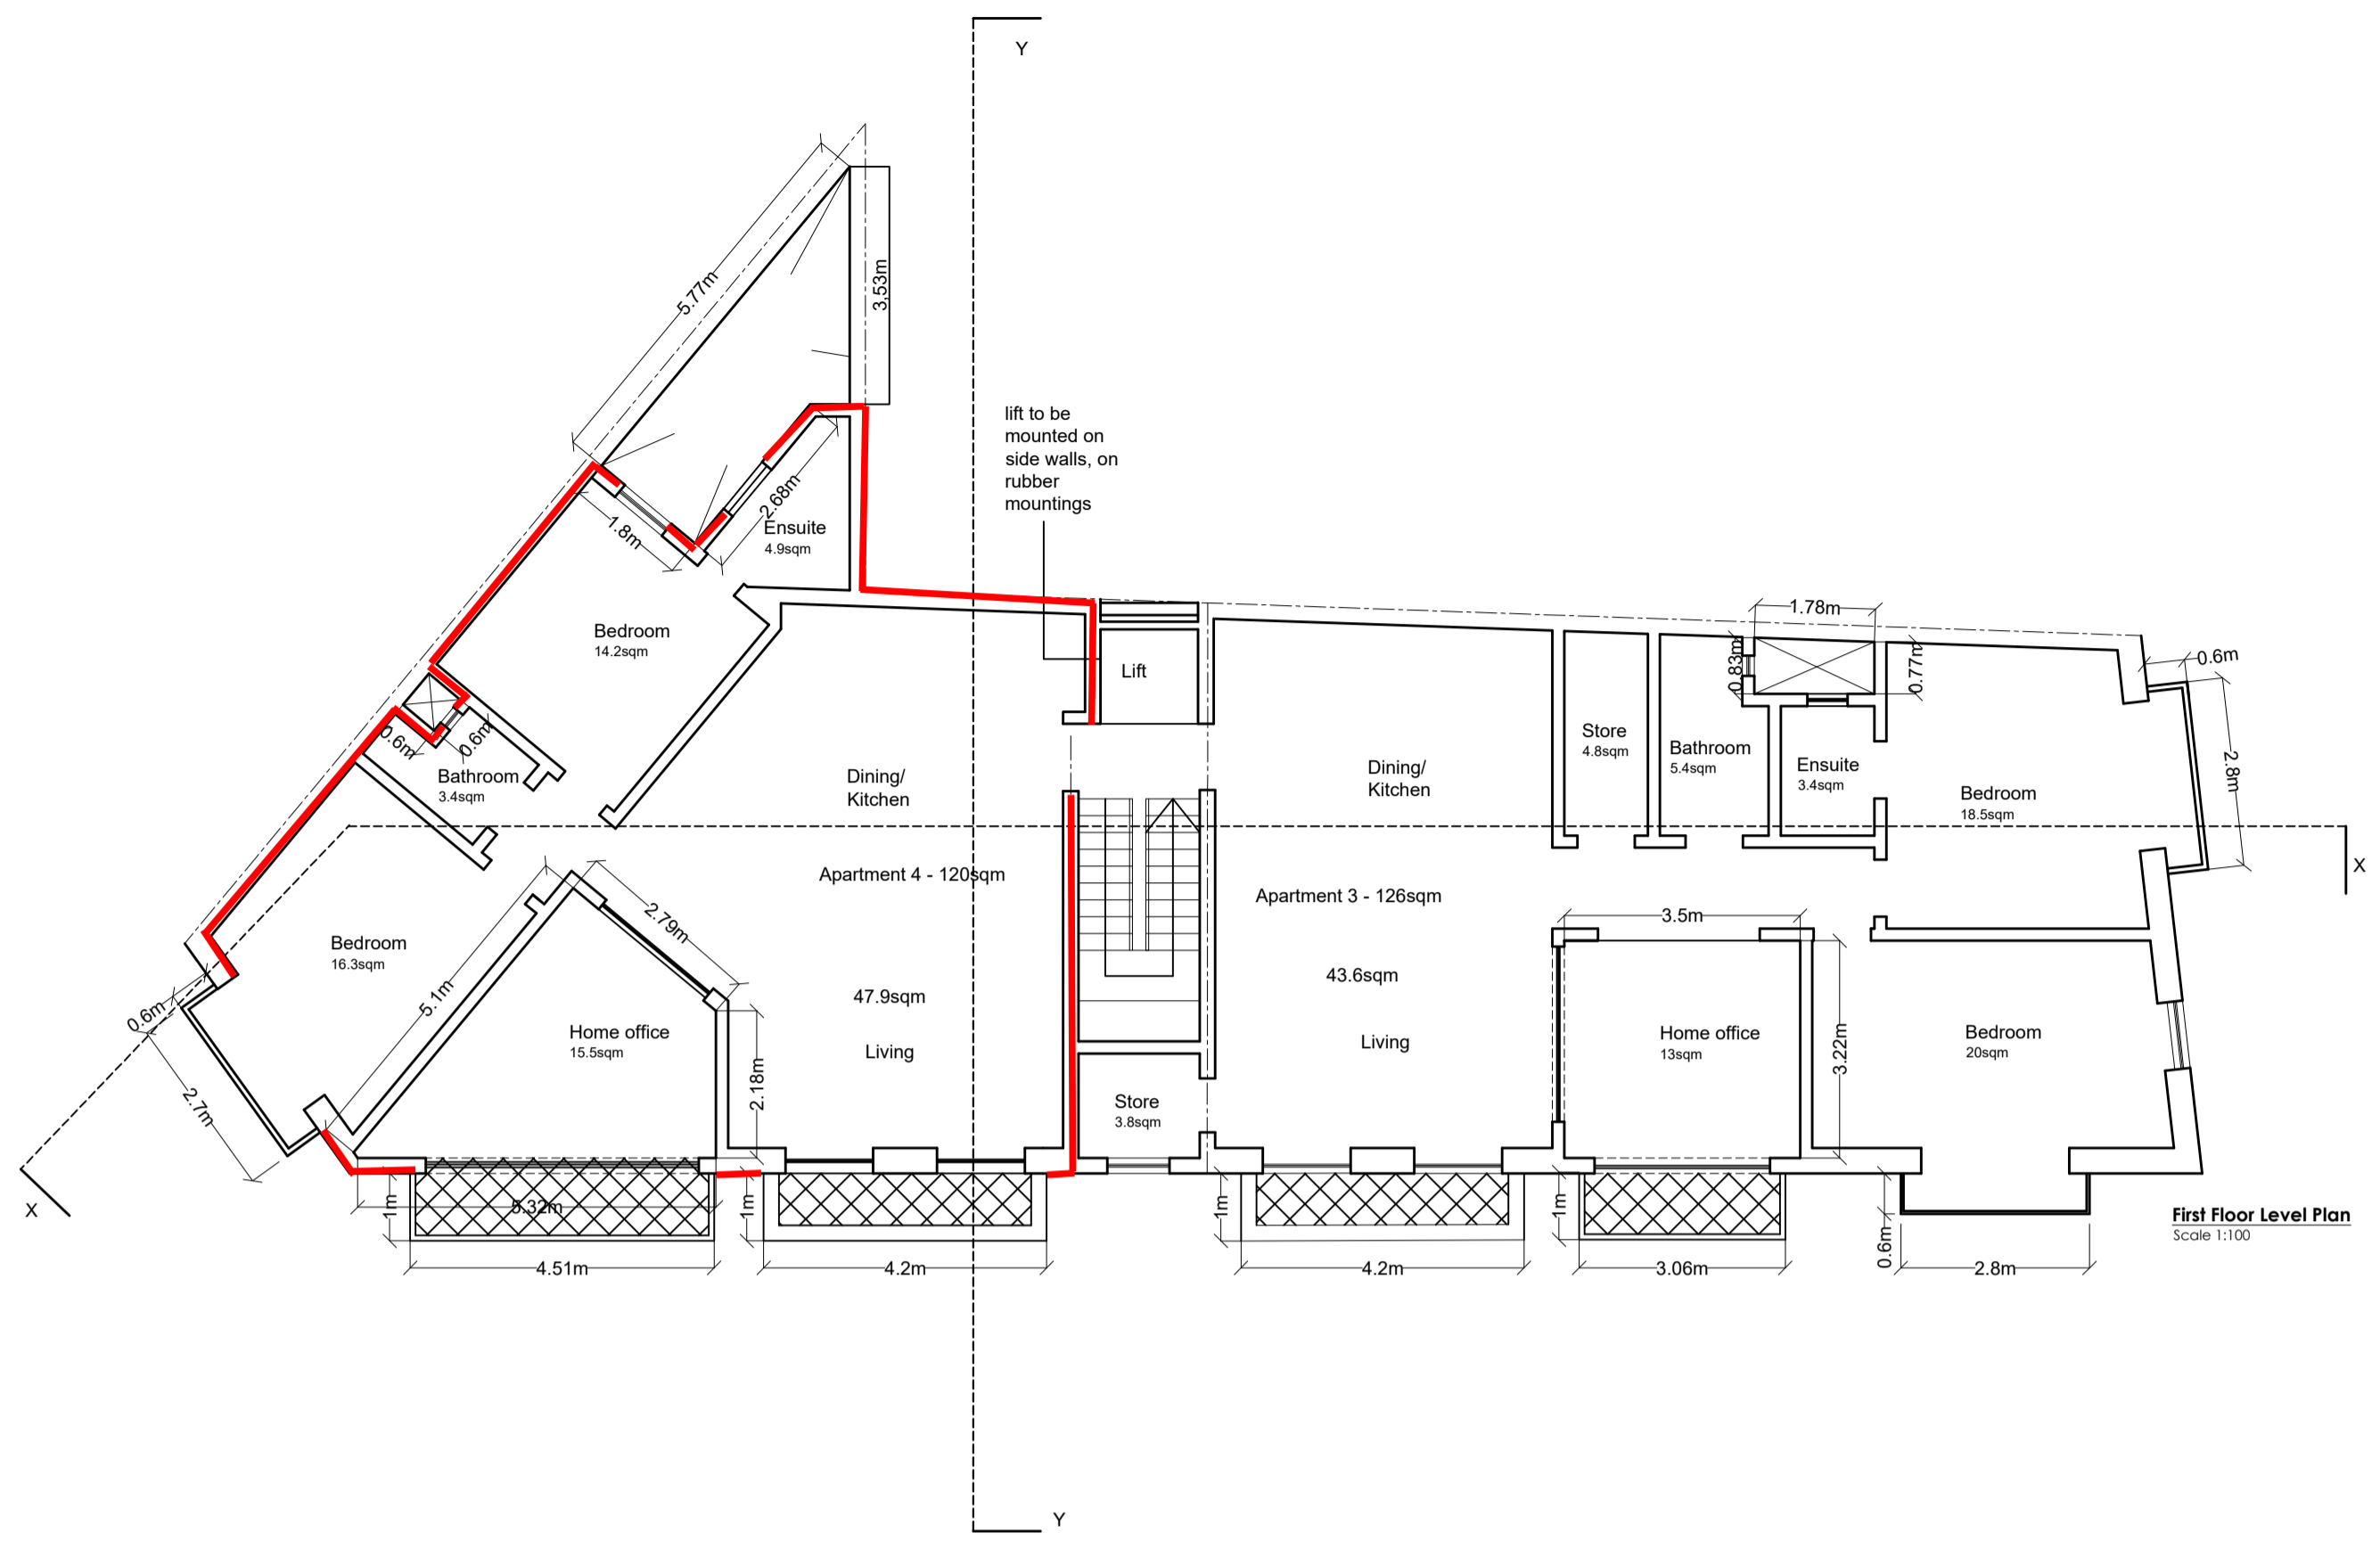 Y
5.77m
3,53m
lift to be
mounted on
side walls, on
rubber
mountings
2.68m
1.8m
Ensuite
4.9sqm
Bedroom
14.2sqm
Lift
1.78m
0.83m
0.77m
0.6m
2.8m
Store
4.8sqm
Bathroom
5.4sqm
Ensuite
3.4sqm
Bedroom
18.5sqm
0.6m
0.6m
Bathroom
3.4sqm
Dining/
Kitchen
Dining/
Kitchen
X
Apartment 4 - 120sqm
Apartment 3 - 126sqm
2.79m
3.5m
Bedroom
16.3sqm
5.1m
47.9sqm
43.6sqm
0.6m
Home office
15.5sqm
Living
Living
Home office
13sqm
3.22m
Bedroom
20sqm
2.18m
2.7m
Store
3.8sqm
X
1m
5.32m
1m
1m
1m
0.6m
First Floor Level Plan
Scale 1:100
4.51m
4.2m
4.2m
3.06m
2.8m
Y